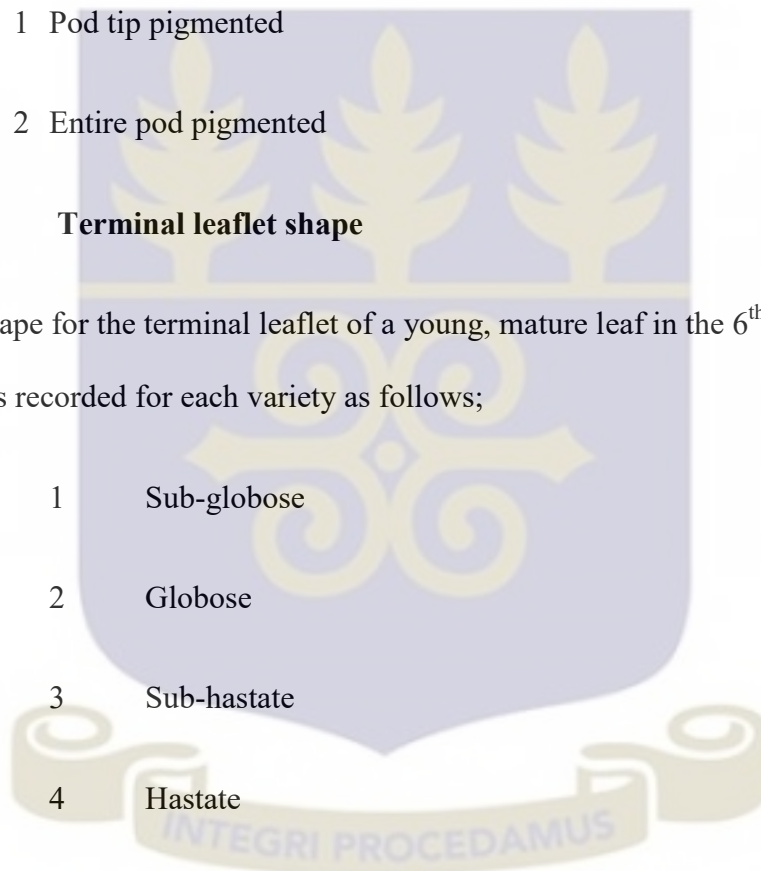 1 Pod tip pigmented
2 Entire pod pigmented
Terminal leaflet shape
ape for the terminal leaflet of a young, mature leaf in the 6th
s recorded for each variety as follows;
1 Sub-globose
2 Globose
3 Sub-hastate
4 Hastate
INTEGRI PROCEDAMUS